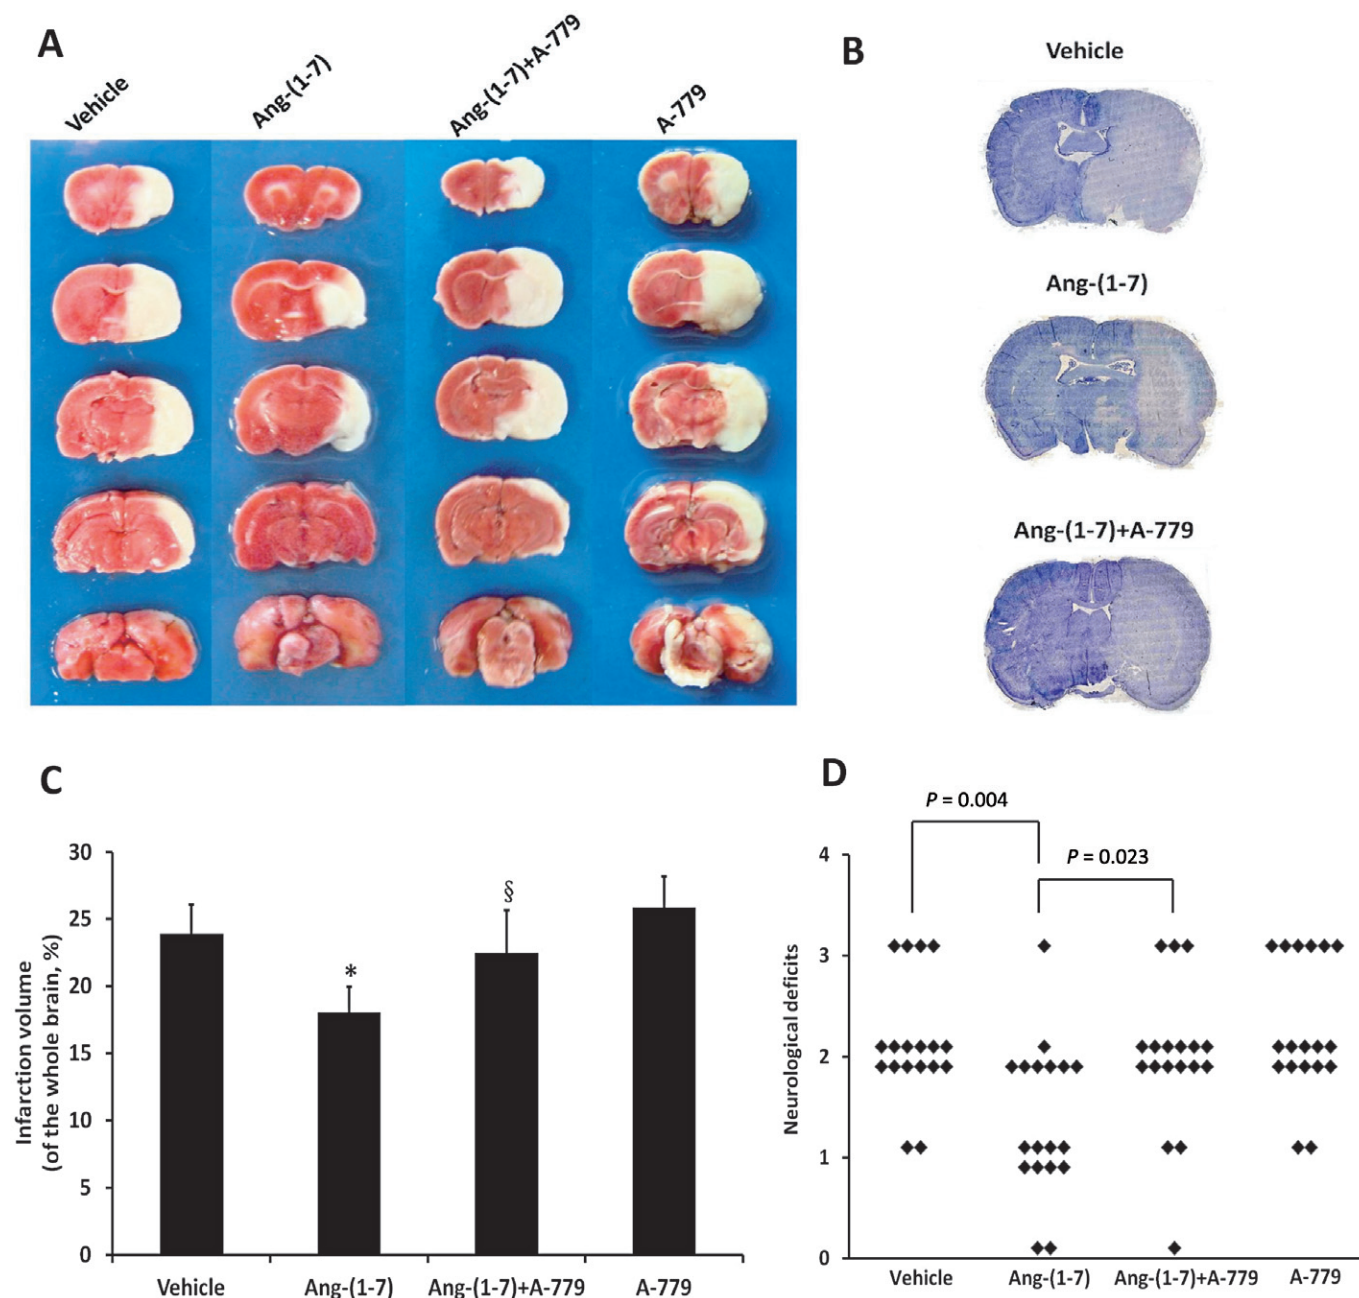 A
Vehicle
Ang-(1-7)
Ang-(1-7)+A-779
A-779
B
Vehicle
Ang-(1-7)
Ang-(1-7)+A-779
C
30
25
20
15
10
5
0
Infarction volume
(of the whole brain, %)
*
§
Vehicle
Ang-(1-7)
Ang-(1-7)+A-779
A-779
D
P = 0.004
P = 0.023
4
3
2
1
0
Neurological deficits
Vehicle
Ang-(1-7)
Ang-(1-7)+A-779
A-779